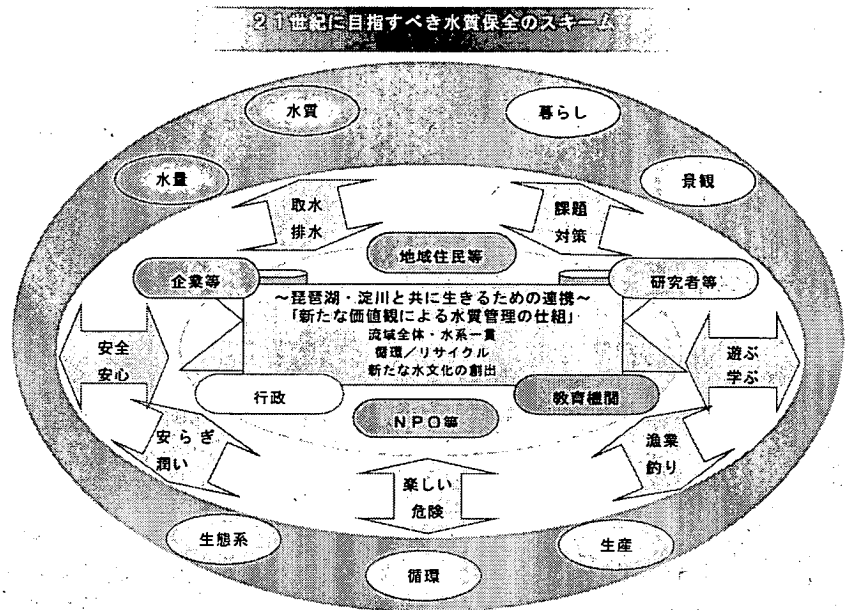 21世紀に目指すべき水質保全のスキーム
水質
暮らし
水量
景観
取水
排水
課題
対策
地域住民等
企業等
研究者等
～琵琶湖・淀川と共に生きるための連携～
「新たな価値観による水質管理の仕組」
流域全体・水系一貫
循環／リサイクル
新たな水文化の創出
安全
安心
遊ぶ
学ぶ
行政
教育機関
NPO等
安らぎ
潤い
漁業
釣り
楽しい
危険
生態系
生産
循環